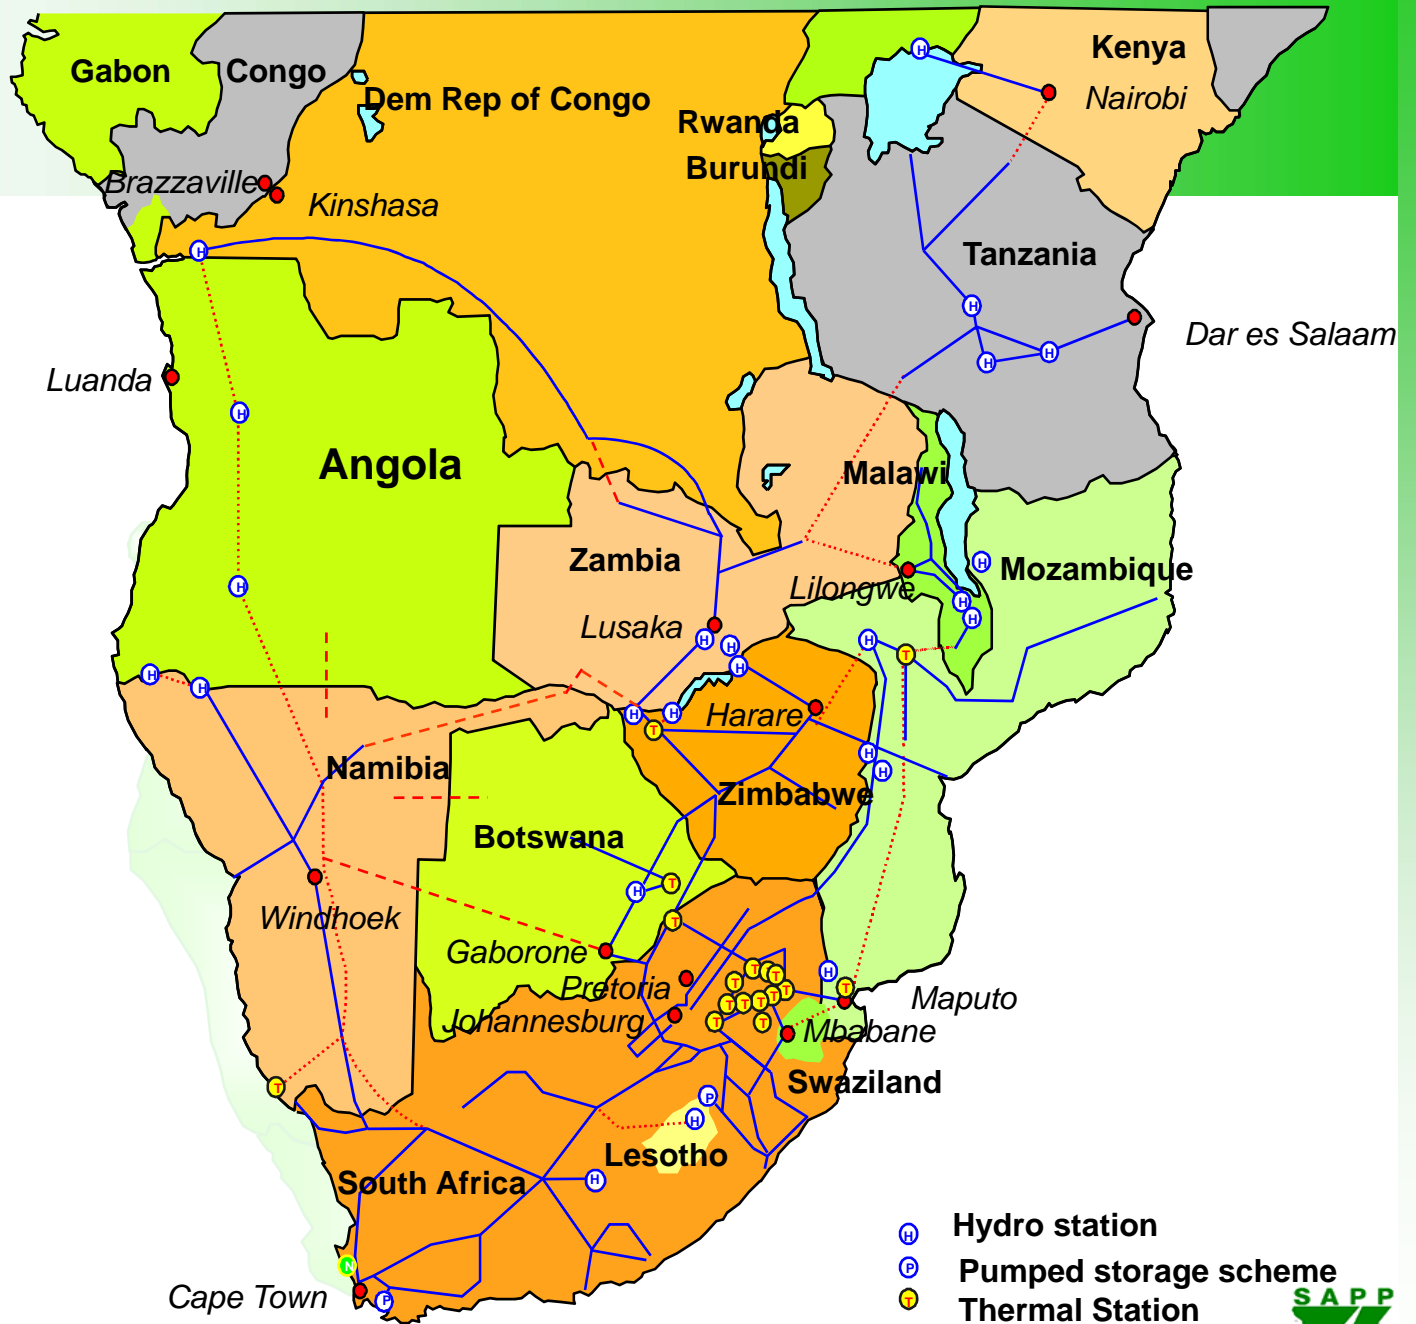 Gabon
Congo
Kenya
Dem Rep of Congo
Nairobi
Rwanda
Burundi
Brazzaville
Kinshasa
Tanzania
Dar es Salaam
Luanda
Angola
Malawi
Zambia
Mozambique
Lilongwe
Lusaka
Harare
Namibia
Zimbabwe
Botswana
Windhoek
Gaborone
Pretoria
Maputo
Johannesburg
Mbabane
Swaziland
Lesotho
South Africa
Cape Town
H Hydro station
P Pumped storage scheme
T Thermal Station
N
SAPP